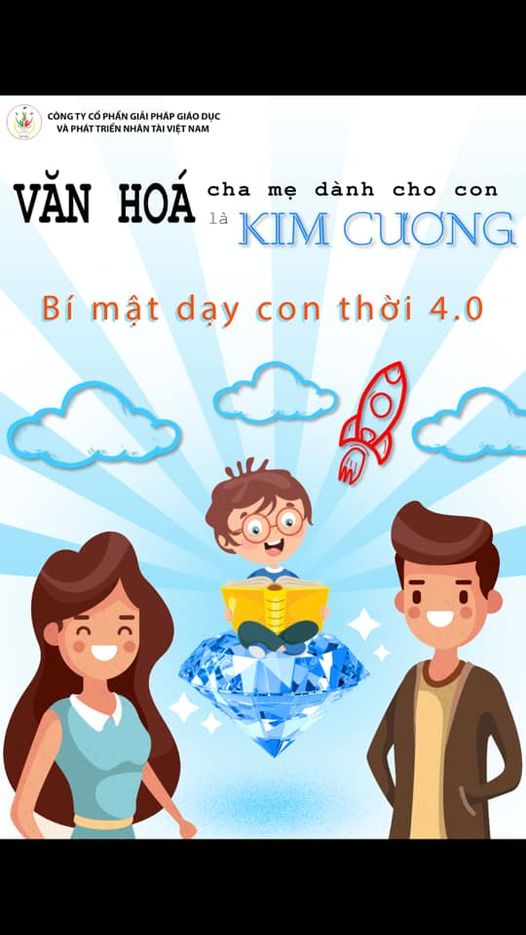 CÔNG TY CỔ PHẦN GIẢI PHÁP GIÁO DỤC
VÀ PHÁT TRIỂN NHÂN TÀI VIỆT NAM
VĂN HOÁ cha mẹ dành cho con
là KIM CƯƠNG
Bí mật dạy con thời 4.0